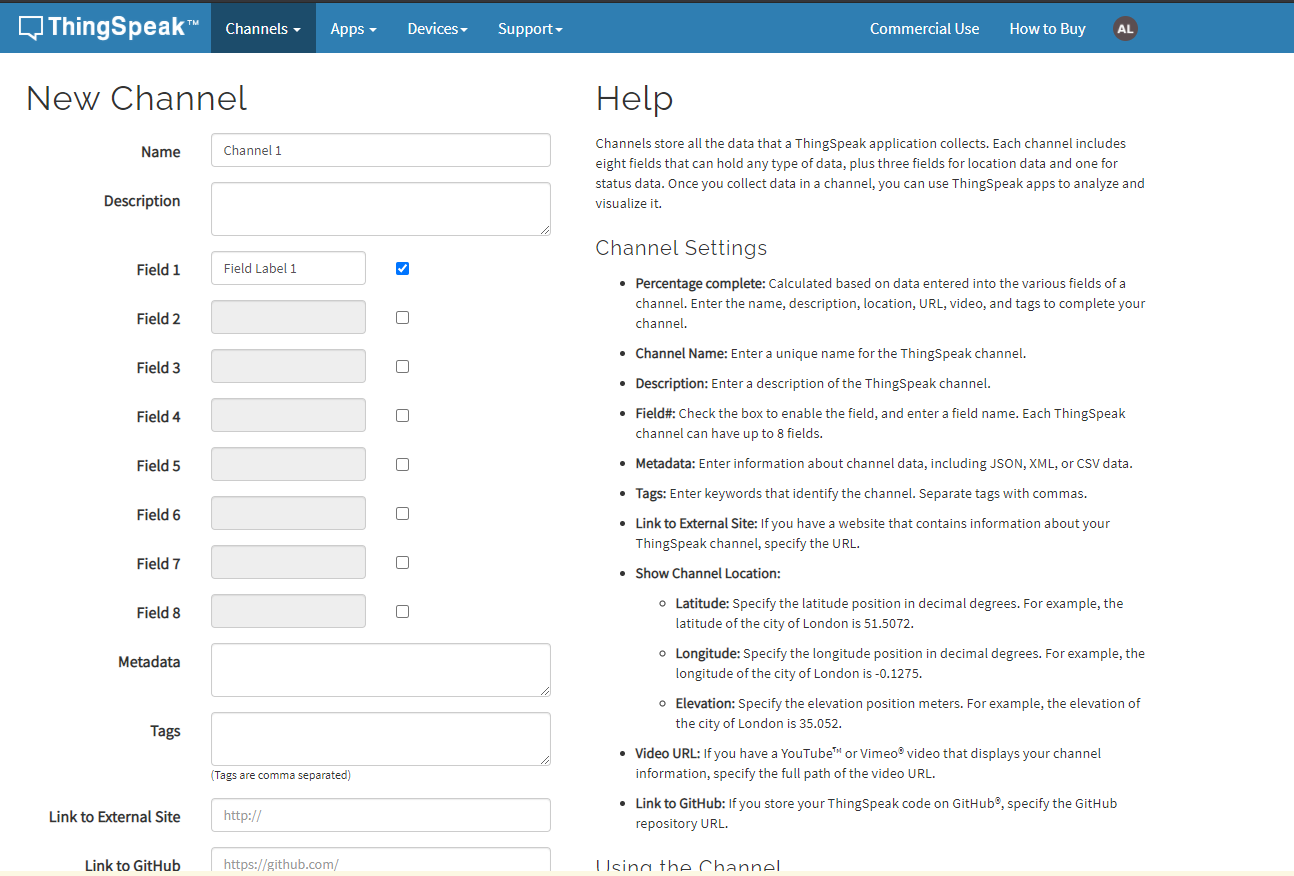 ThingSpeak™ Channels Apps Devices Support Commercial Use How to Buy AL
New Channel
Name Channel 1
Description
Field 1 Field Label 1
Field 2
Field 3
Field 4
Field 5
Field 6
Field 7
Field 8
Metadata
Tags
(Tags are comma separated)
Link to External Site http://
Link to GitHub https://github.com/
Help
Channels store all the data that a ThingSpeak application collects. Each channel includes
eight fields that can hold any type of data, plus three fields for location data and one for
status data. Once you collect data in a channel, you can use ThingSpeak apps to analyze and
visualize it.
Channel Settings
• Percentage complete: Calculated based on data entered into the various fields of a
channel. Enter the name, description, location, URL, video, and tags to complete your
channel.
• Channel Name: Enter a unique name for the ThingSpeak channel.
• Description: Enter a description of the ThingSpeak channel.
• Field#: Check the box to enable the field, and enter a field name. Each ThingSpeak
channel can have up to 8 fields.
• Metadata: Enter information about channel data, including JSON, XML, or CSV data.
• Tags: Enter keywords that identify the channel. Separate tags with commas.
• Link to External Site: If you have a website that contains information about your
ThingSpeak channel, specify the URL.
• Show Channel Location:
◦ Latitude: Specify the latitude position in decimal degrees. For example, the
latitude of the city of London is 51.5072.
◦ Longitude: Specify the longitude position in decimal degrees. For example, the
longitude of the city of London is -0.1275.
◦ Elevation: Specify the elevation position meters. For example, the elevation of
the city of London is 35.052.
• Video URL: If you have a YouTube™ or Vimeo® video that displays your channel
information, specify the full path of the video URL.
• Link to GitHub: If you store your ThingSpeak code on GitHub®, specify the GitHub
repository URL.
Using the Channel